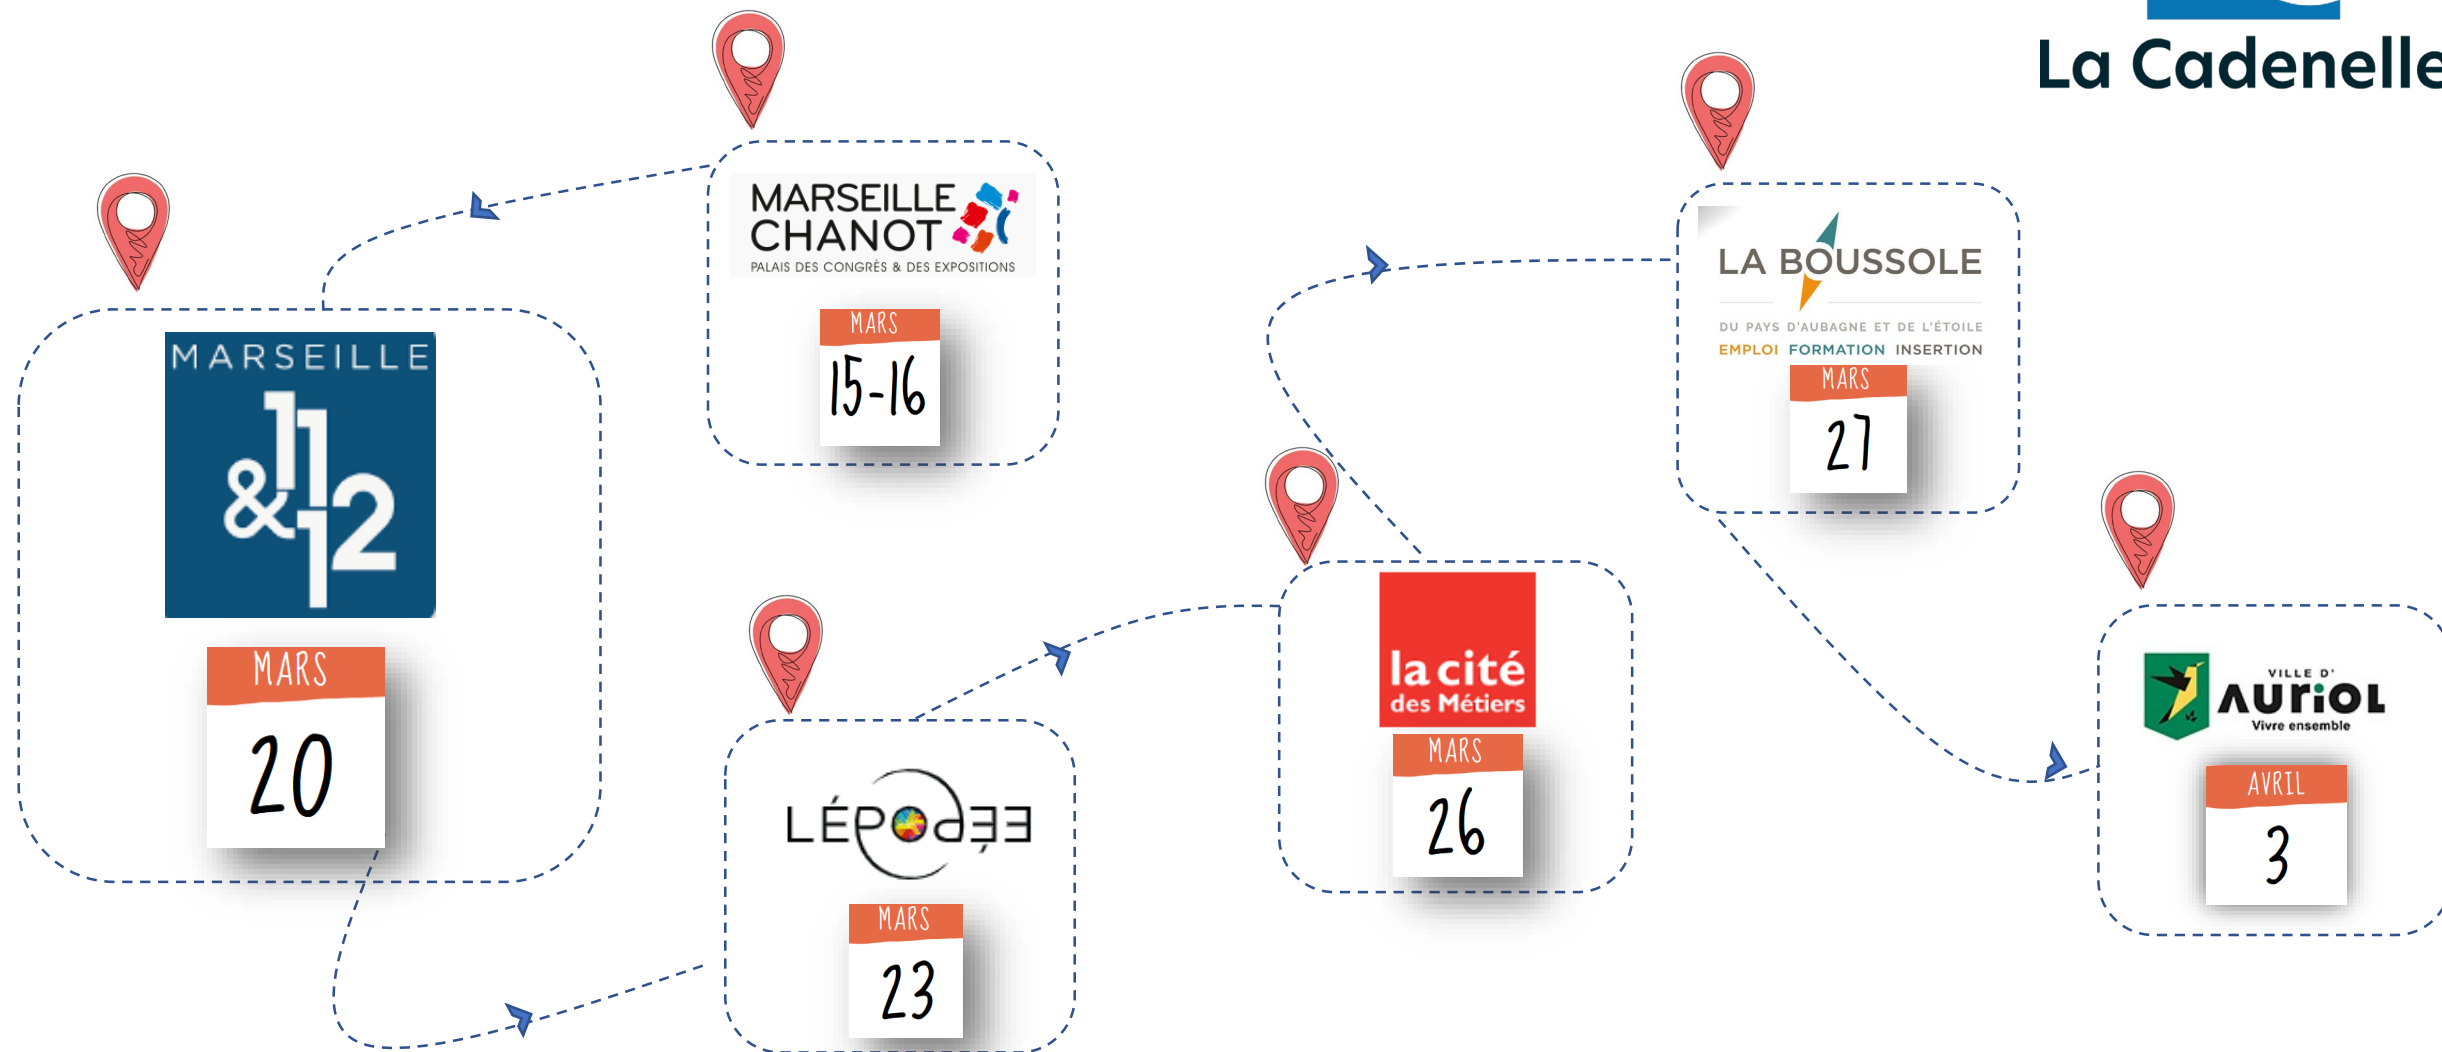 La Cadenelle
MARSEILLE
CHANOT
PALAIS DES CONGRÈS & DES EXPOSITIONS
MARS
15-16
MARSEILLE
11
&12
MARS
20
LÉPOPÉE
MARS
23
la cité
des Métiers
MARS
26
LA BOUSSOLE
DU PAYS D'AUBAGNE ET DE L'ÉTOILE
EMPLOI FORMATION INSERTION
MARS
27
VILLE D'
AURIOL
Vivre ensemble
AVRIL
3